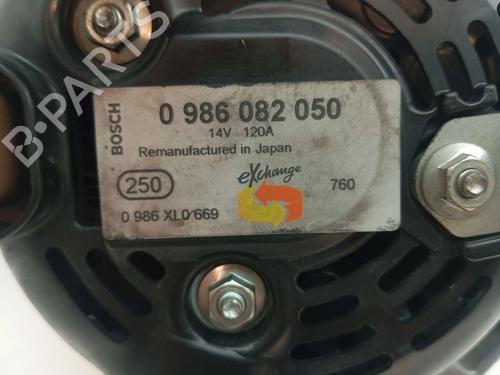 B-PARTS
BOSCH
0 986 082 050
14V 120A
Remanufactured in Japan
250
eXchange
760
0 986 XL0 669